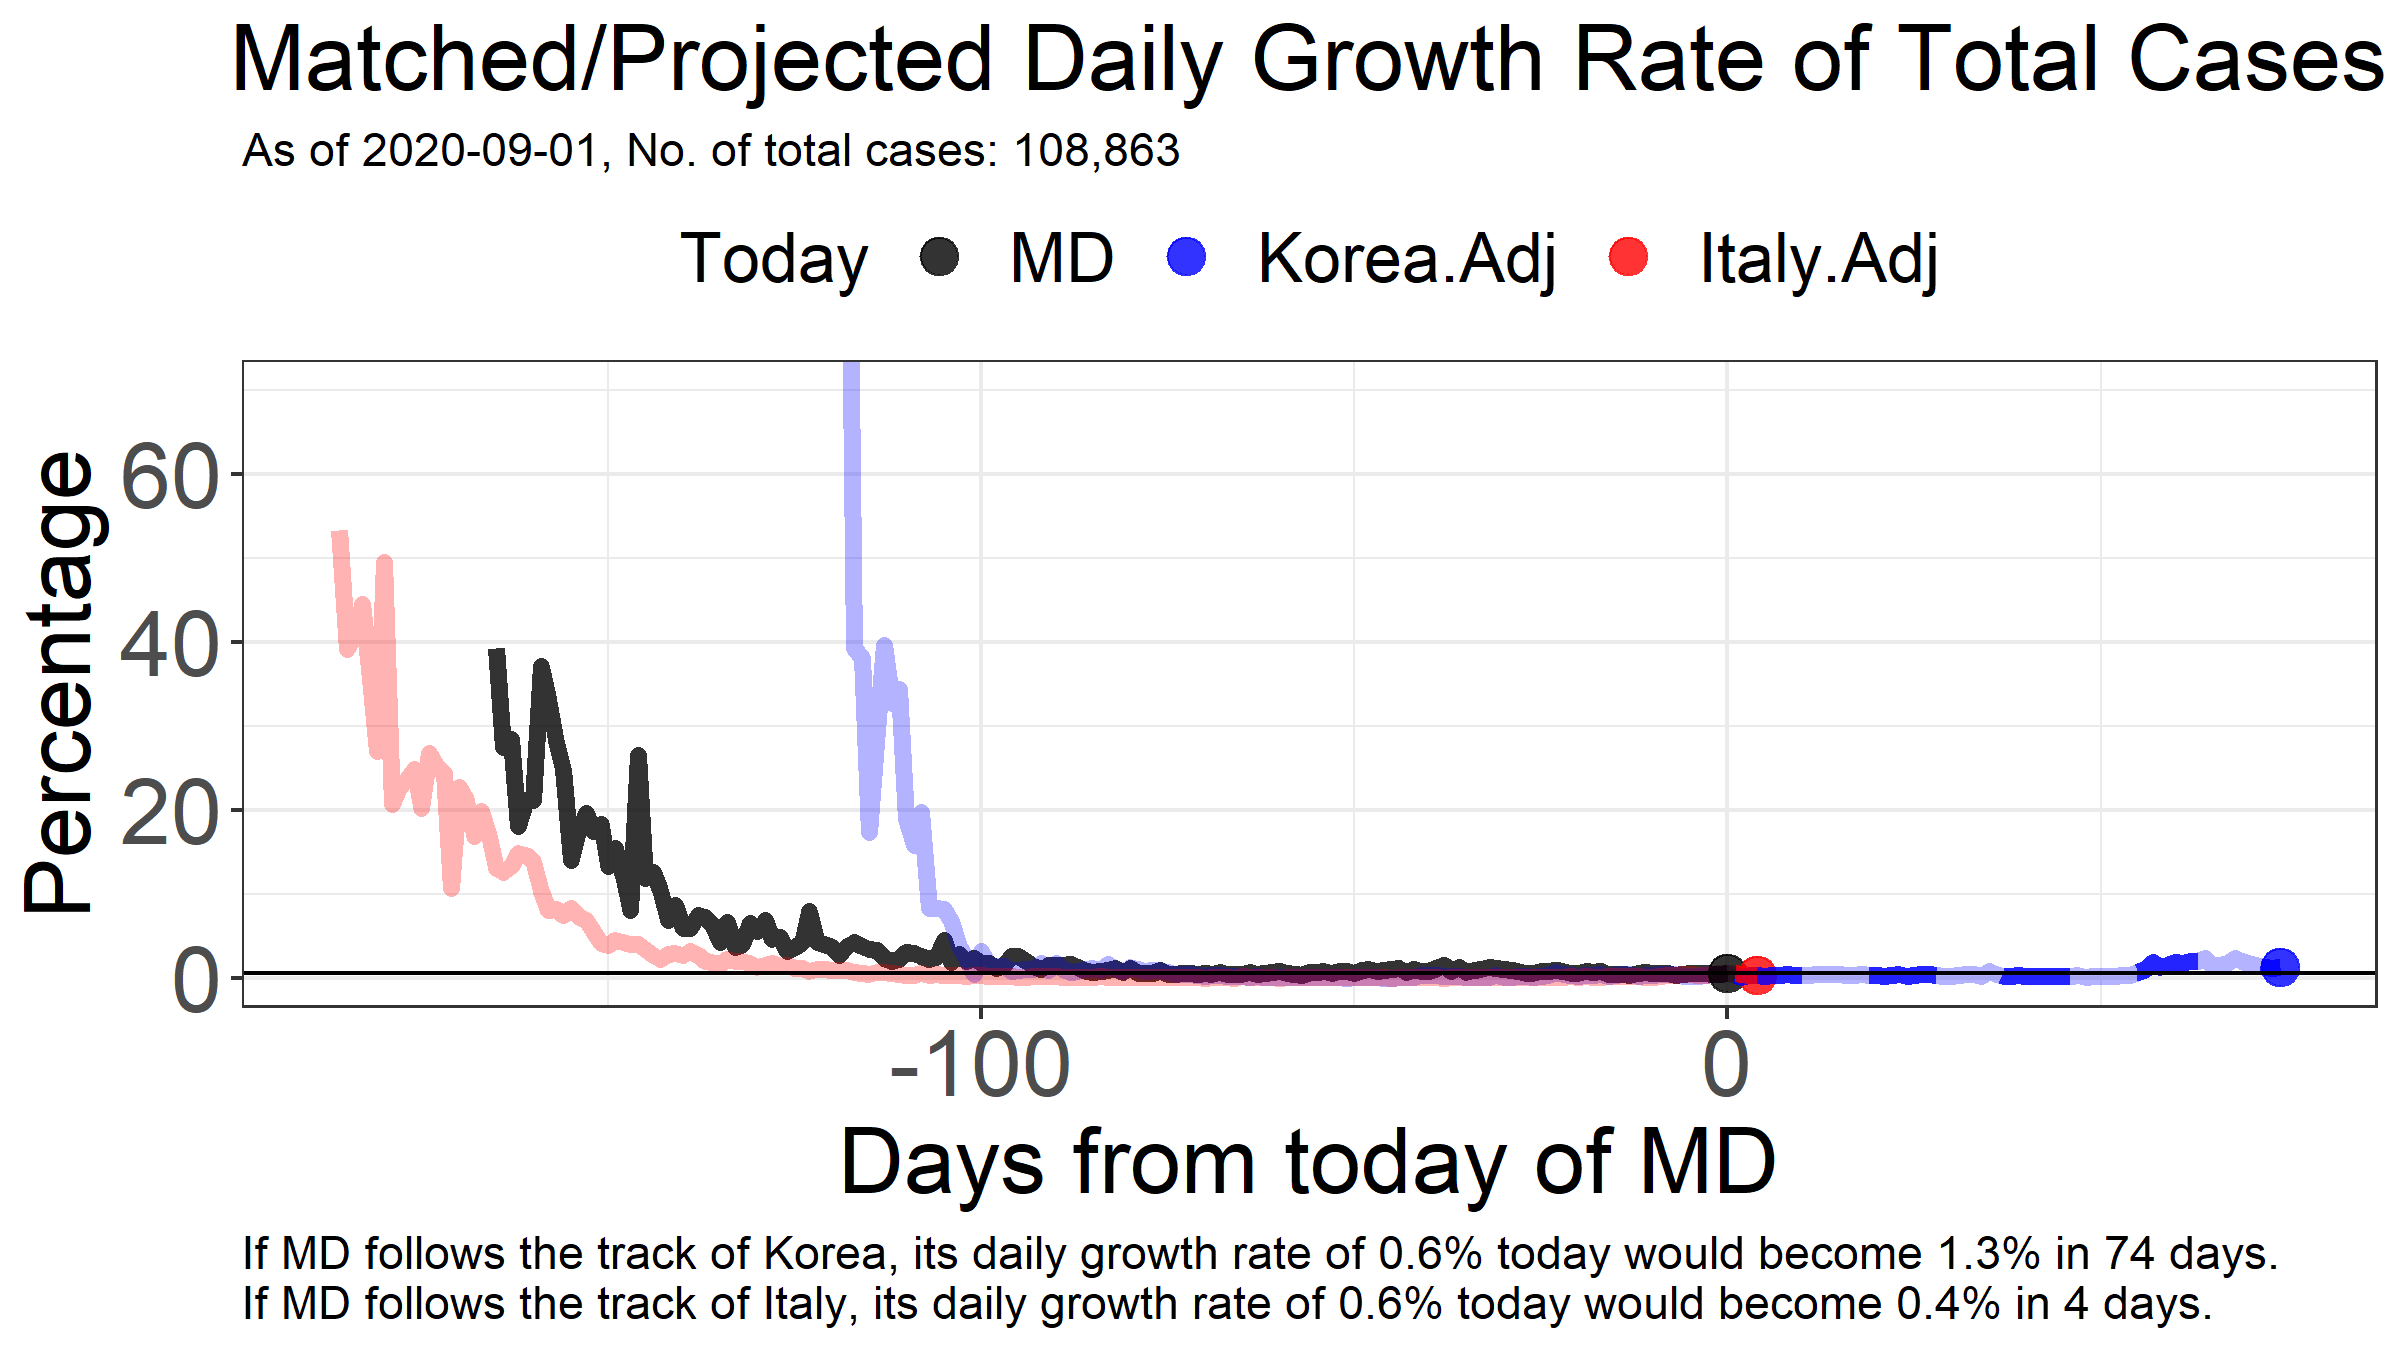 Matched/Projected Daily Growth Rate of Total Cases
As of 2020-09-01, No. of total cases: 108,863
Today MD Korea.Adj Italy.Adj
Percentage
60
40
20
0
-100 0
Days from today of MD
If MD follows the track of Korea, its daily growth rate of 0.6% today would become 1.3% in 74 days.
If MD follows the track of Italy, its daily growth rate of 0.6% today would become 0.4% in 4 days.